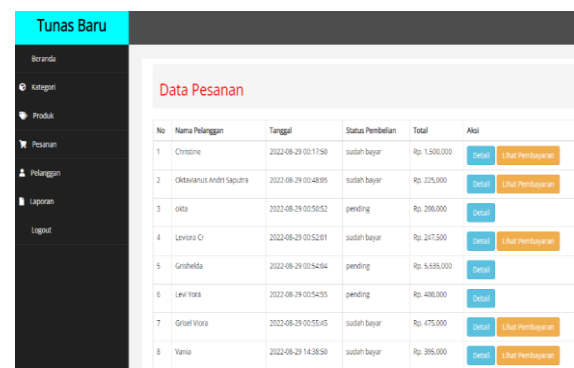 Tunas Baru
Beranda
Kategori
Produk
Pesanan
Pelanggan
Laporan
Logout
Data Pesanan
No Nama Pelanggan Tanggal Status Pembelian Total Aksi
1 Christine 2022-08-29 00:17:50 sudah bayar Rp. 1,500,000 Detail Lihat Pembayaran
2 Oktavianus Andri Saputra 2022-08-29 00:48:05 sudah bayar Rp. 225,000 Detail Lihat Pembayaran
3 okta 2022-08-29 00:50:52 pending Rp. 200,000 Detail
4 Leviora Cr 2022-08-29 00:52:01 sudah bayar Rp. 247,500 Detail Lihat Pembayaran
5 Grishelda 2022-08-29 00:54:04 pending Rp. 5,635,000 Detail
6 Levi Yora 2022-08-29 00:54:55 pending Rp. 400,000 Detail
7 Grisel Viora 2022-08-29 00:55:45 sudah bayar Rp. 475,000 Detail Lihat Pembayaran
8 Vania 2022-08-29 14:38:50 sudah bayar Rp. 395,000 Detail Lihat Pembayaran